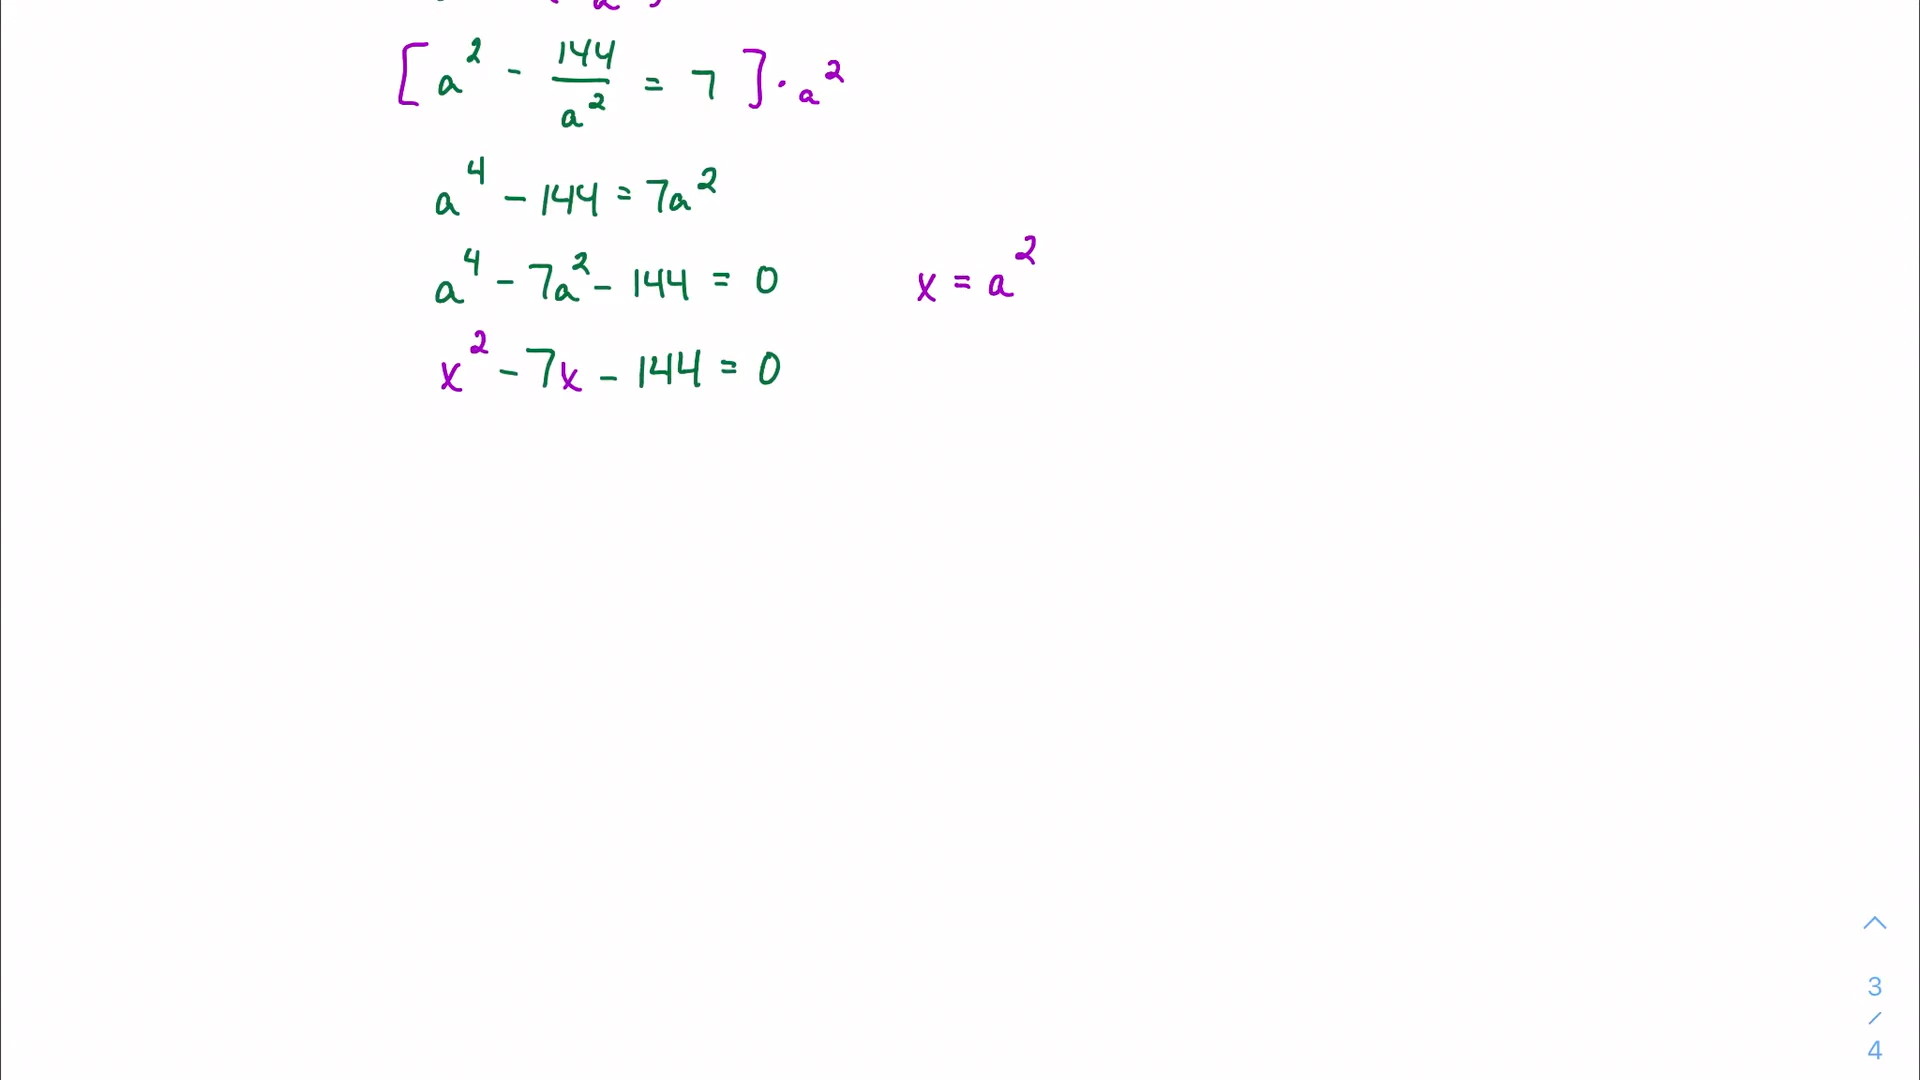 [a² - 144/a² = 7] · a²
a⁴ - 144 = 7a²
a⁴ - 7a² - 144 = 0 x = a²
x² - 7x - 144 = 0
3
/
4